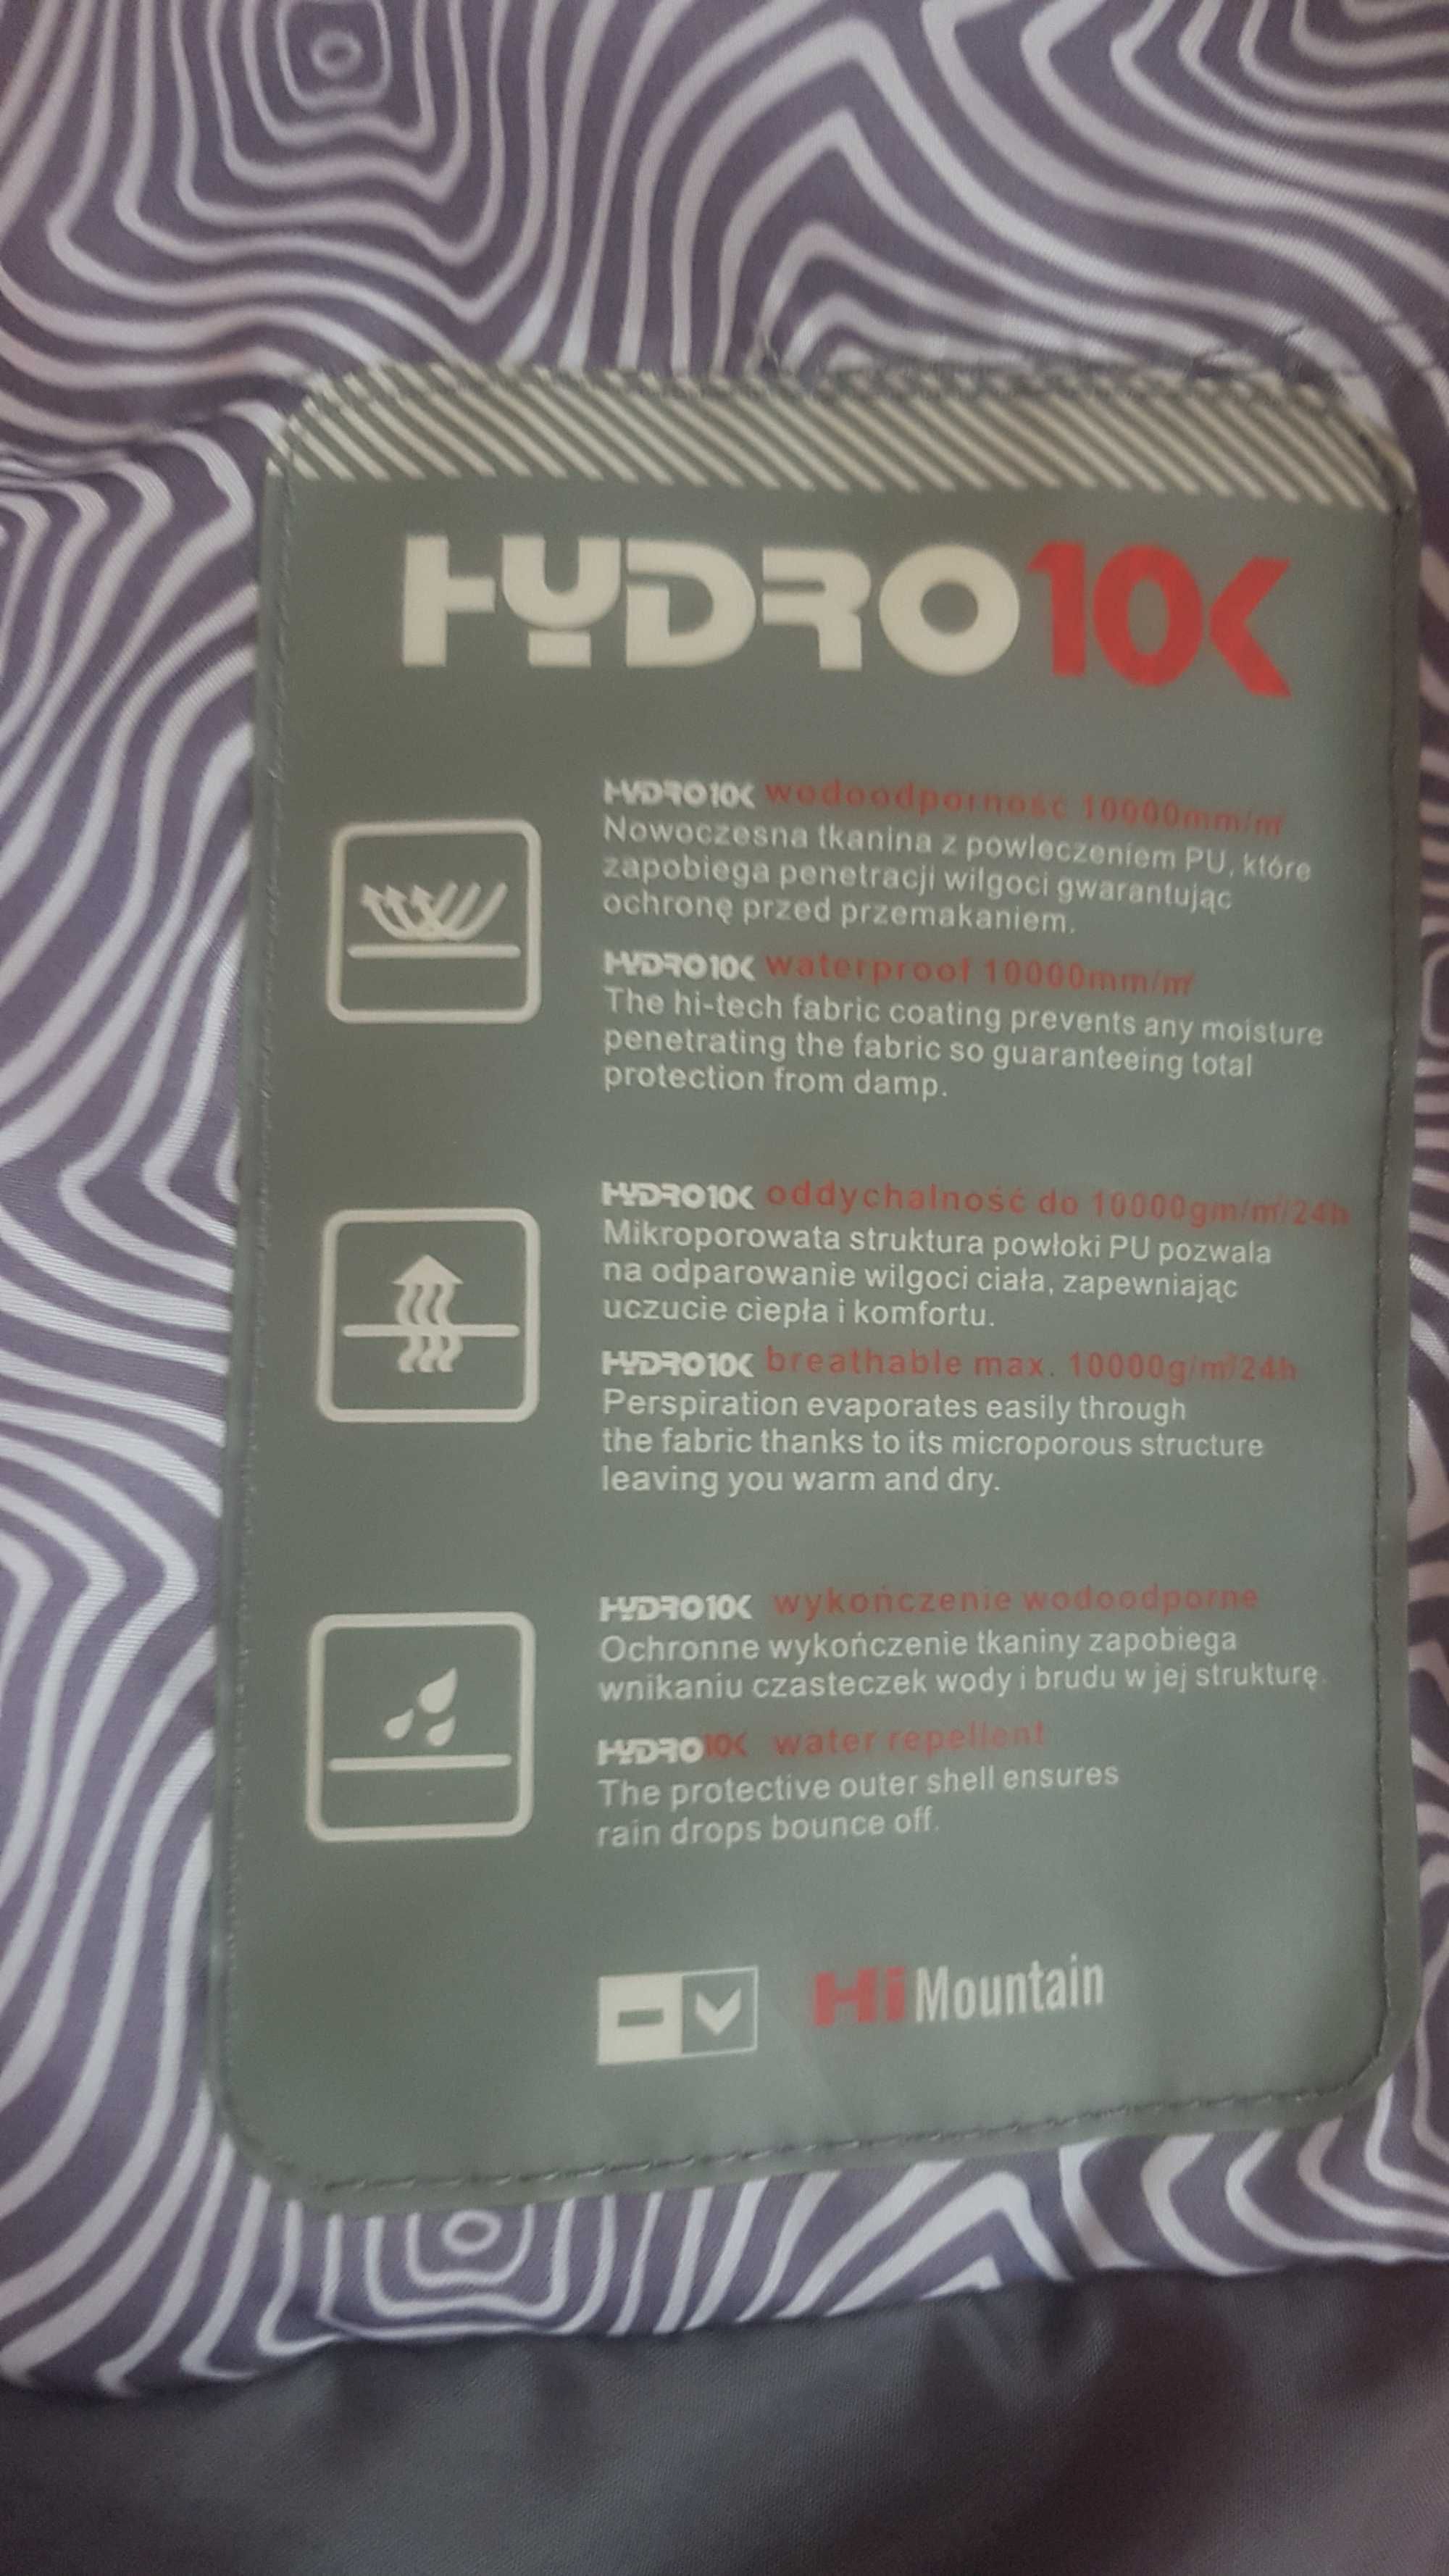 HYDRO10K
HYDRO10K wodoodporność 10000mm/㎡
Nowoczesna tkanina z powleczeniem PU, które
zapobiega penetracji wilgoci gwarantując
ochronę przed przemakaniem.
HYDRO10K waterproof 10000mm/㎡
The hi-tech fabric coating prevents any moisture
penetrating the fabric so guaranteeing total
protection from damp.
HYDRO10K oddychalność do 10000gm/㎡/24h
Mikroporowata struktura powłoki PU pozwala
na odparowanie wilgoci ciała, zapewniając
uczucie ciepła i komfortu.
HYDRO10K breathable max. 10000g/㎡/24h
Perspiration evaporates easily through
the fabric thanks to its microporous structure
leaving you warm and dry.
HYDRO10K wykończenie wodoodporne
Ochronne wykończenie tkaniny zapobiega
wnikaniu czasteczek wody i brudu w jej strukturę.
HYDRO10K water repellent
The protective outer shell ensures
rain drops bounce off.
Hi Mountain